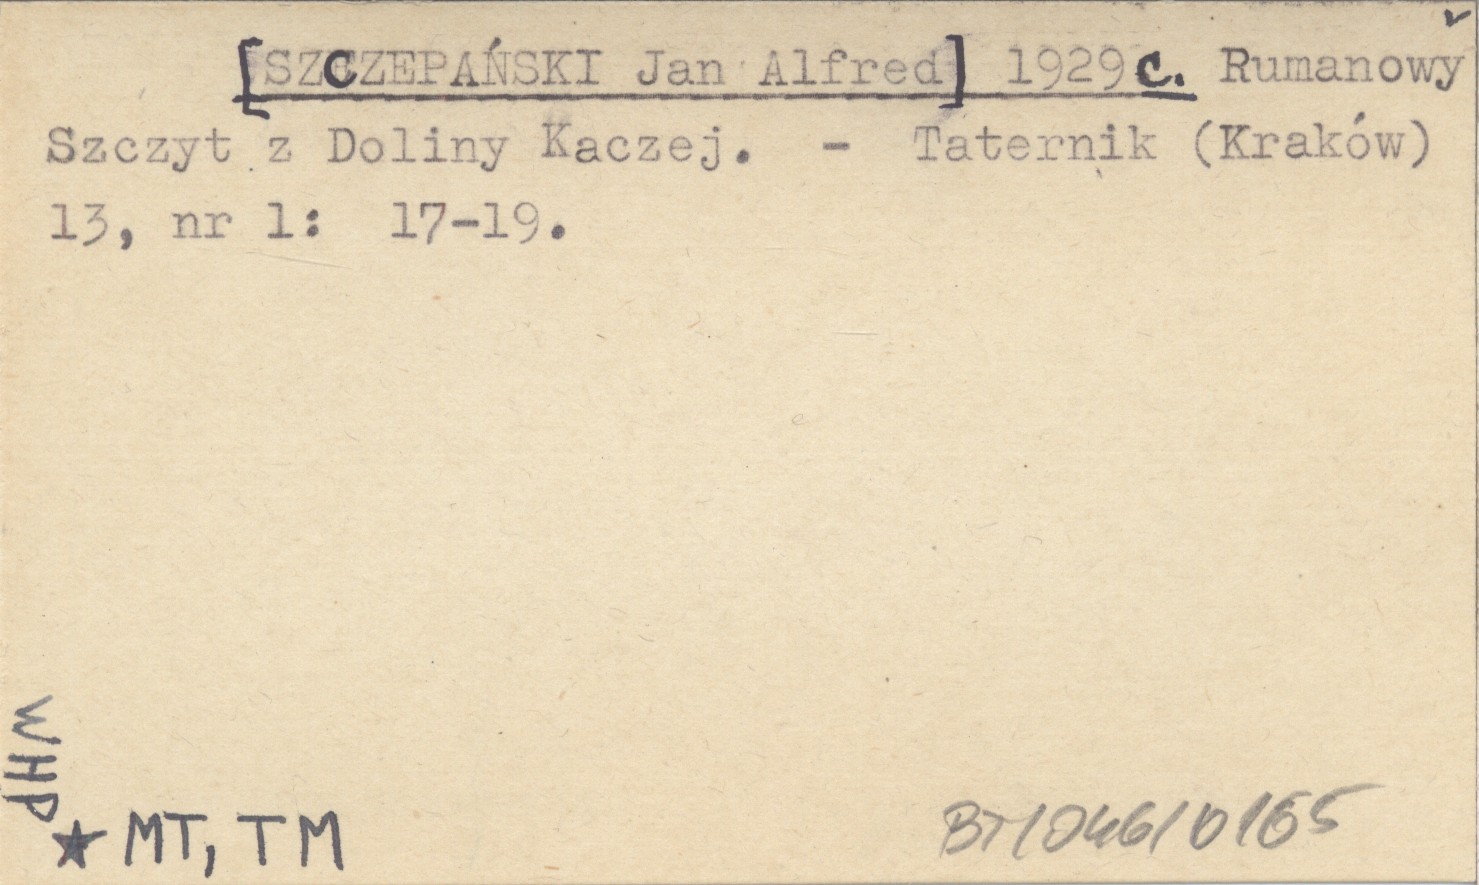 [SZCZEPAŃSKI Jan Alfred] 1929c. Rumanowy
Szczyt z Doliny Kaczej. - Taternik (Kraków)
13, nr 1: 17-19.
WHP
★ MT, TM
BT/046/0165